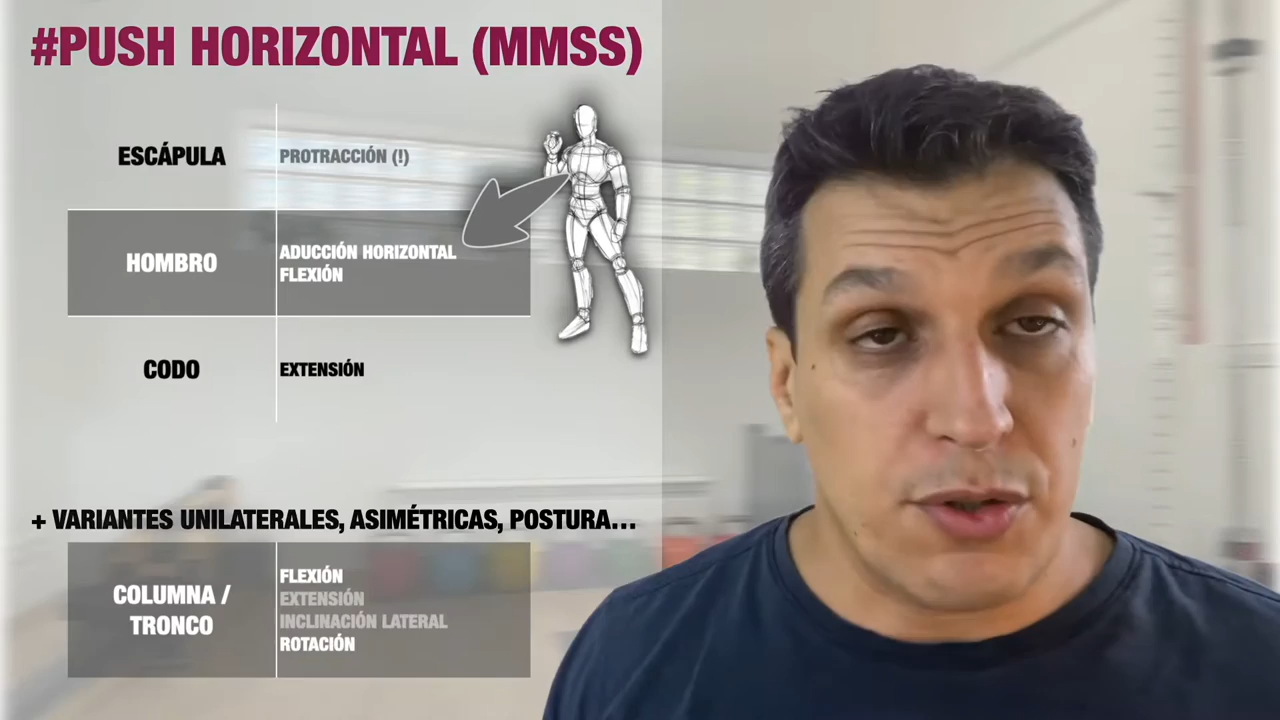 #PUSH HORIZONTAL (MMSS)
ESCÁPULA
PROTRACCIÓN (!)
HOMBRO
ADUCCIÓN HORIZONTAL
FLEXIÓN
CODO
EXTENSIÓN
+ VARIANTES UNILATERALES, ASIMÉTRICAS, POSTURA...
COLUMNA /
TRONCO
FLEXIÓN
EXTENSIÓN
INCLINACIÓN LATERAL
ROTACIÓN